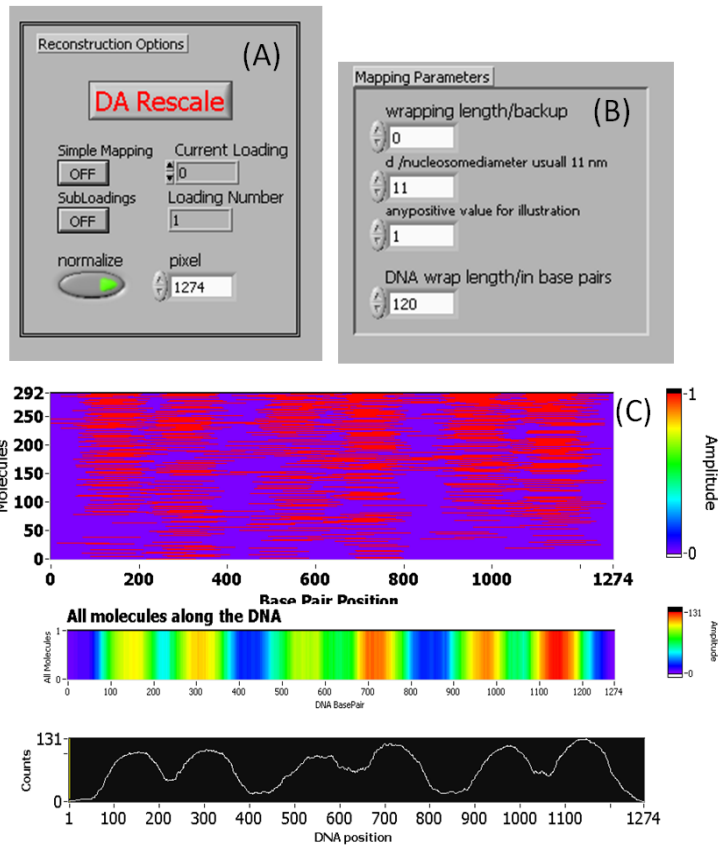 Reconstruction Options
(A)
DA Rescale
Simple Mapping
Current Loading
OFF
0
SubLoadings
Loading Number
OFF
1
normalize
pixel
1274
Mapping Parameters
(B)
wrapping length/backup
0
d /nucleosomediameter usuall 11 nm
11
anypositive value for illustration
1
DNA wrap length/in base pairs
120
(C)
292
250
200
150
100
50
0
Molecules
0 200 400 600 800 1000 1274
Base Pair Position
1
0
Amplitude
All molecules along the DNA
All Molecules
1
0
0 100 200 300 400 500 600 700 800 900 1000 1100 1200 1274
DNA BasePair
131
0
Amplitude
131
0
Counts
1 100 200 300 400 500 600 700 800 900 1000 1100 1274
DNA position